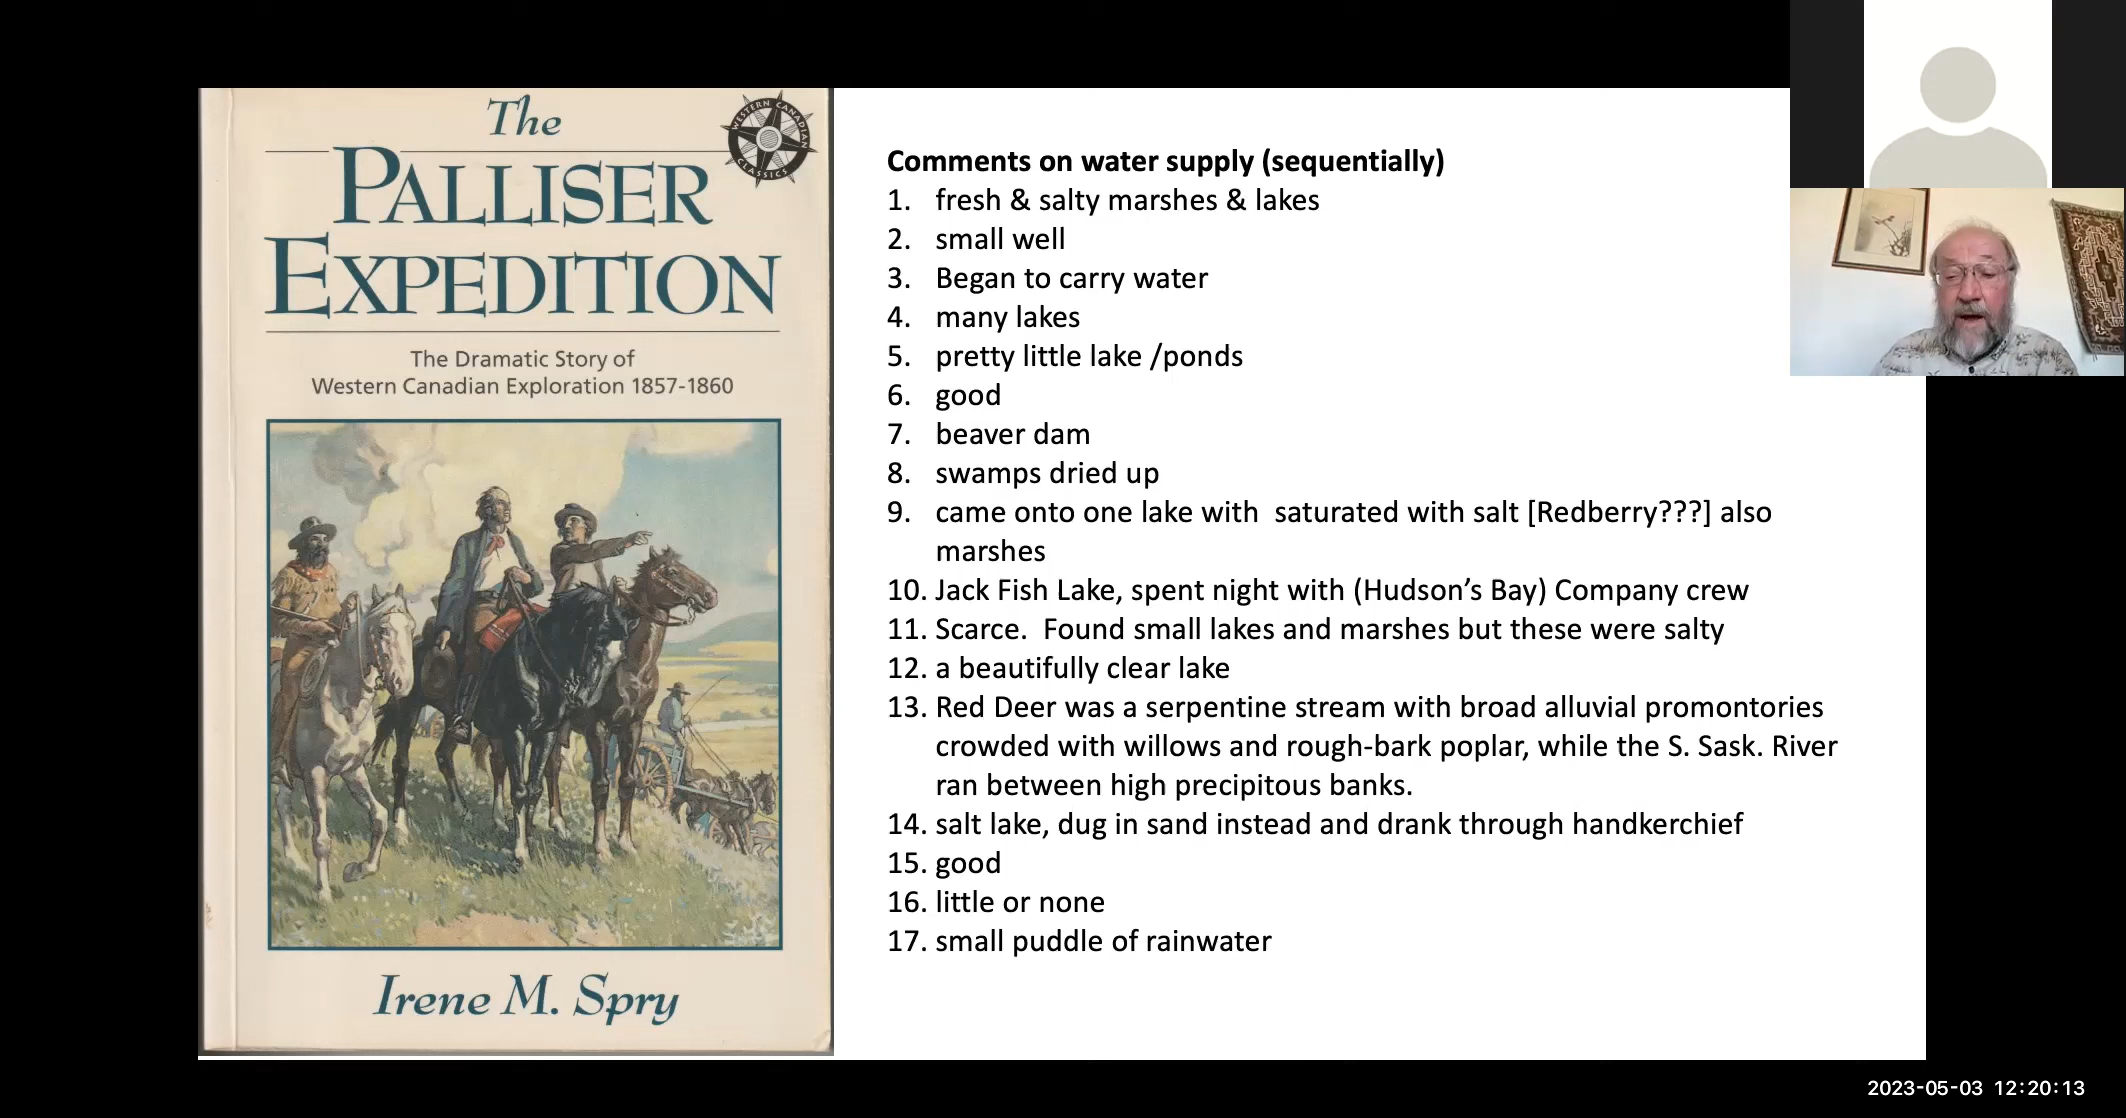 The
PALLISER
EXPEDITION
WESTERN CANADIAN
CLASSICS
The Dramatic Story of
Western Canadian Exploration 1857-1860
Irene M. Spry
Comments on water supply (sequentially)
1. fresh & salty marshes & lakes
2. small well
3. Began to carry water
4. many lakes
5. pretty little lake /ponds
6. good
7. beaver dam
8. swamps dried up
9. came onto one lake with  saturated with salt [Redberry???] also
marshes
10. Jack Fish Lake, spent night with (Hudson’s Bay) Company crew
11. Scarce.  Found small lakes and marshes but these were salty
12. a beautifully clear lake
13. Red Deer was a serpentine stream with broad alluvial promontories
crowded with willows and rough-bark poplar, while the S. Sask. River
ran between high precipitous banks.
14. salt lake, dug in sand instead and drank through handkerchief
15. good
16. little or none
17. small puddle of rainwater
2023-05-03 12:20:13